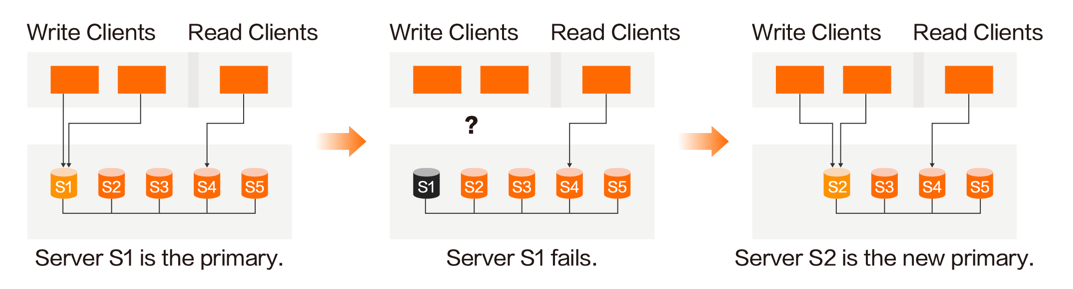 Write Clients Read Clients
Write Clients Read Clients
Write Clients Read Clients
?
S1 S2 S3 S4 S5
S1 S2 S3 S4 S5
S2 S3 S4 S5
Server S1 is the primary.
Server S1 fails.
Server S2 is the new primary.